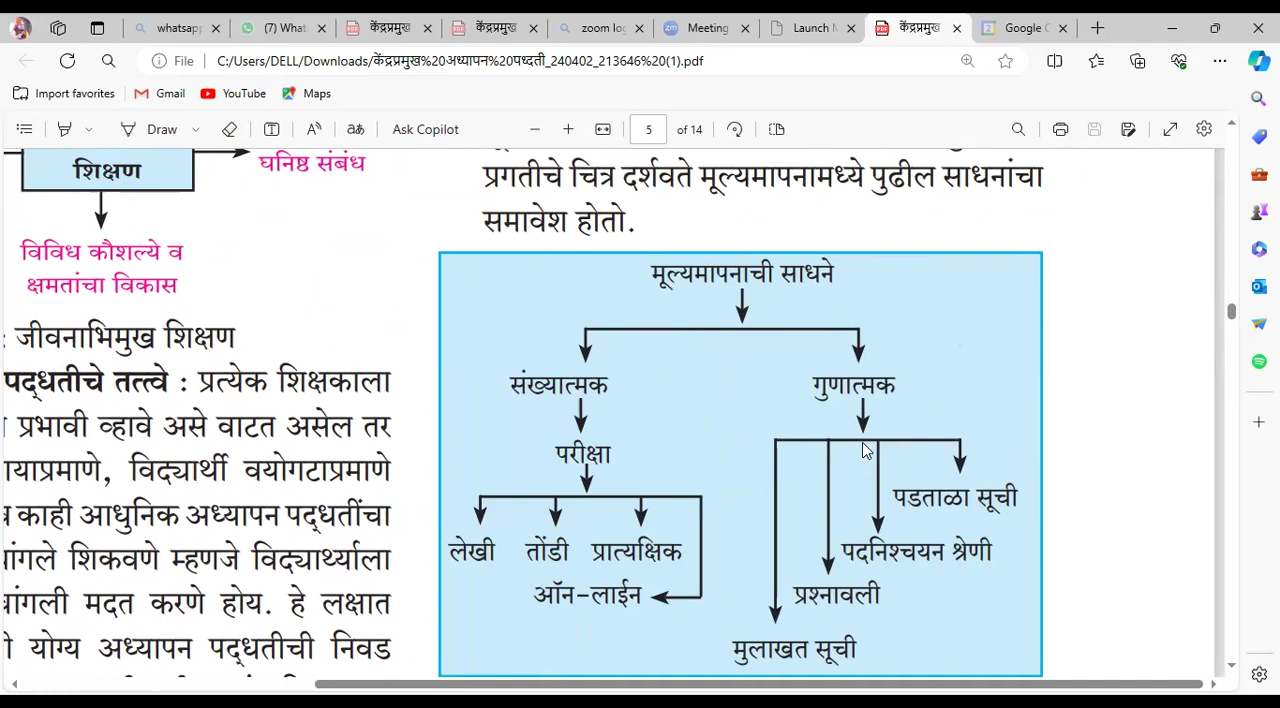 whatsapp
(7) What
केंद्रप्रमुख
केंद्रप्रमुख
zoom log
Meeting
Launch M
केंद्रप्रमुख
Google C
File
C:/Users/DELL/Downloads/केंद्रप्रमुख%20अध्यापन%20पध्दती_240402_213646%20(1).pdf
Import favorites
Gmail
YouTube
Maps
Draw
Ask Copilot
5 of 14
शिक्षण
घनिष्ठ संबंध
विविध कौशल्ये व
क्षमतांचा विकास
: जीवनाभिमुख शिक्षण
पद्धतीचे तत्त्वे : प्रत्येक शिक्षकाला
प्रभावी व्हावे असे वाटत असेल तर
याप्रमाणे, विद्यार्थी वयोगटाप्रमाणे
काही आधुनिक अध्यापन पद्धतींचा
चांगले शिकवणे म्हणजे विद्यार्थ्याला
चांगली मदत करणे होय. हे लक्षात
योग्य अध्यापन पद्धतीची निवड
प्रगतीचे चित्र दर्शवते मूल्यमापनामध्ये पुढील साधनांचा
समावेश होतो.
मूल्यमापनाची साधने
संख्यात्मक
गुणात्मक
परीक्षा
लेखी तोंडी प्रात्यक्षिक
ऑन-लाईन
पडताळा सूची
पदनिश्चयन श्रेणी
प्रश्नावली
मुलाखत सूची